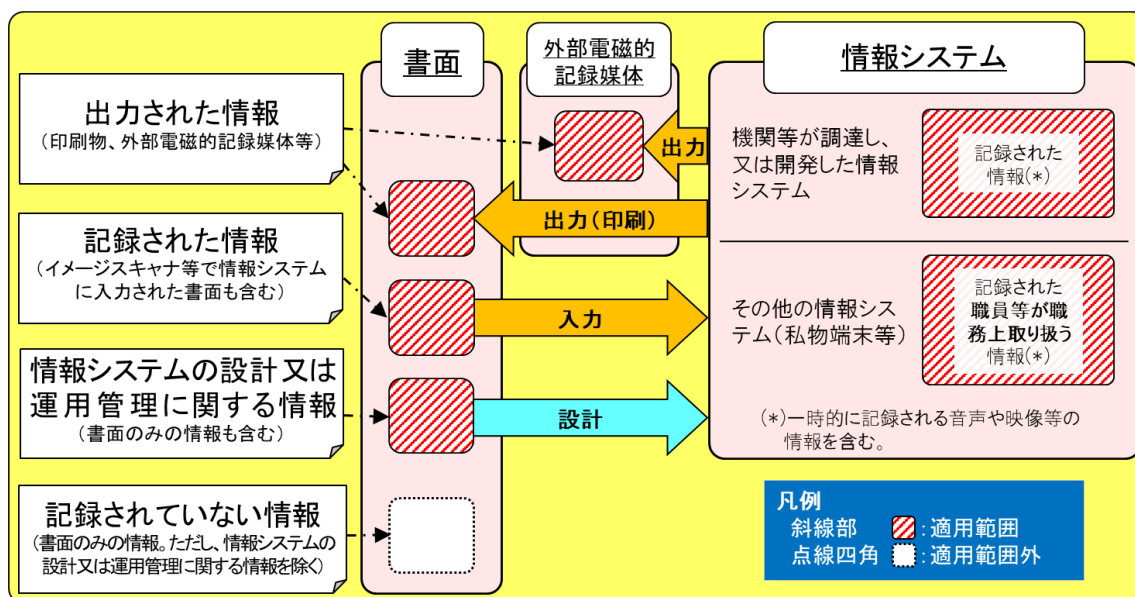 書面
外部電磁的
記録媒体
情報システム
出力された情報
(印刷物、外部電磁的記録媒体等)
記録された情報
(イメージスキャナ等で情報システム
に入力された書面も含む)
情報システムの設計又は
運用管理に関する情報
(書面のみの情報も含む)
記録されていない情報
(書面のみの情報。ただし、情報システムの
設計又は運用管理に関する情報を除く)
出力
出力(印刷)
入力
設計
機関等が調達し、
又は開発した情報
システム
記録された
情報(*)
その他の情報シス
テム(私物端末等)
記録された
職員等が職
務上取り扱う
情報(*)
(*)一時的に記録される音声や映像等の
情報を含む。
凡例
斜線部 :適用範囲
点線四角 :適用範囲外